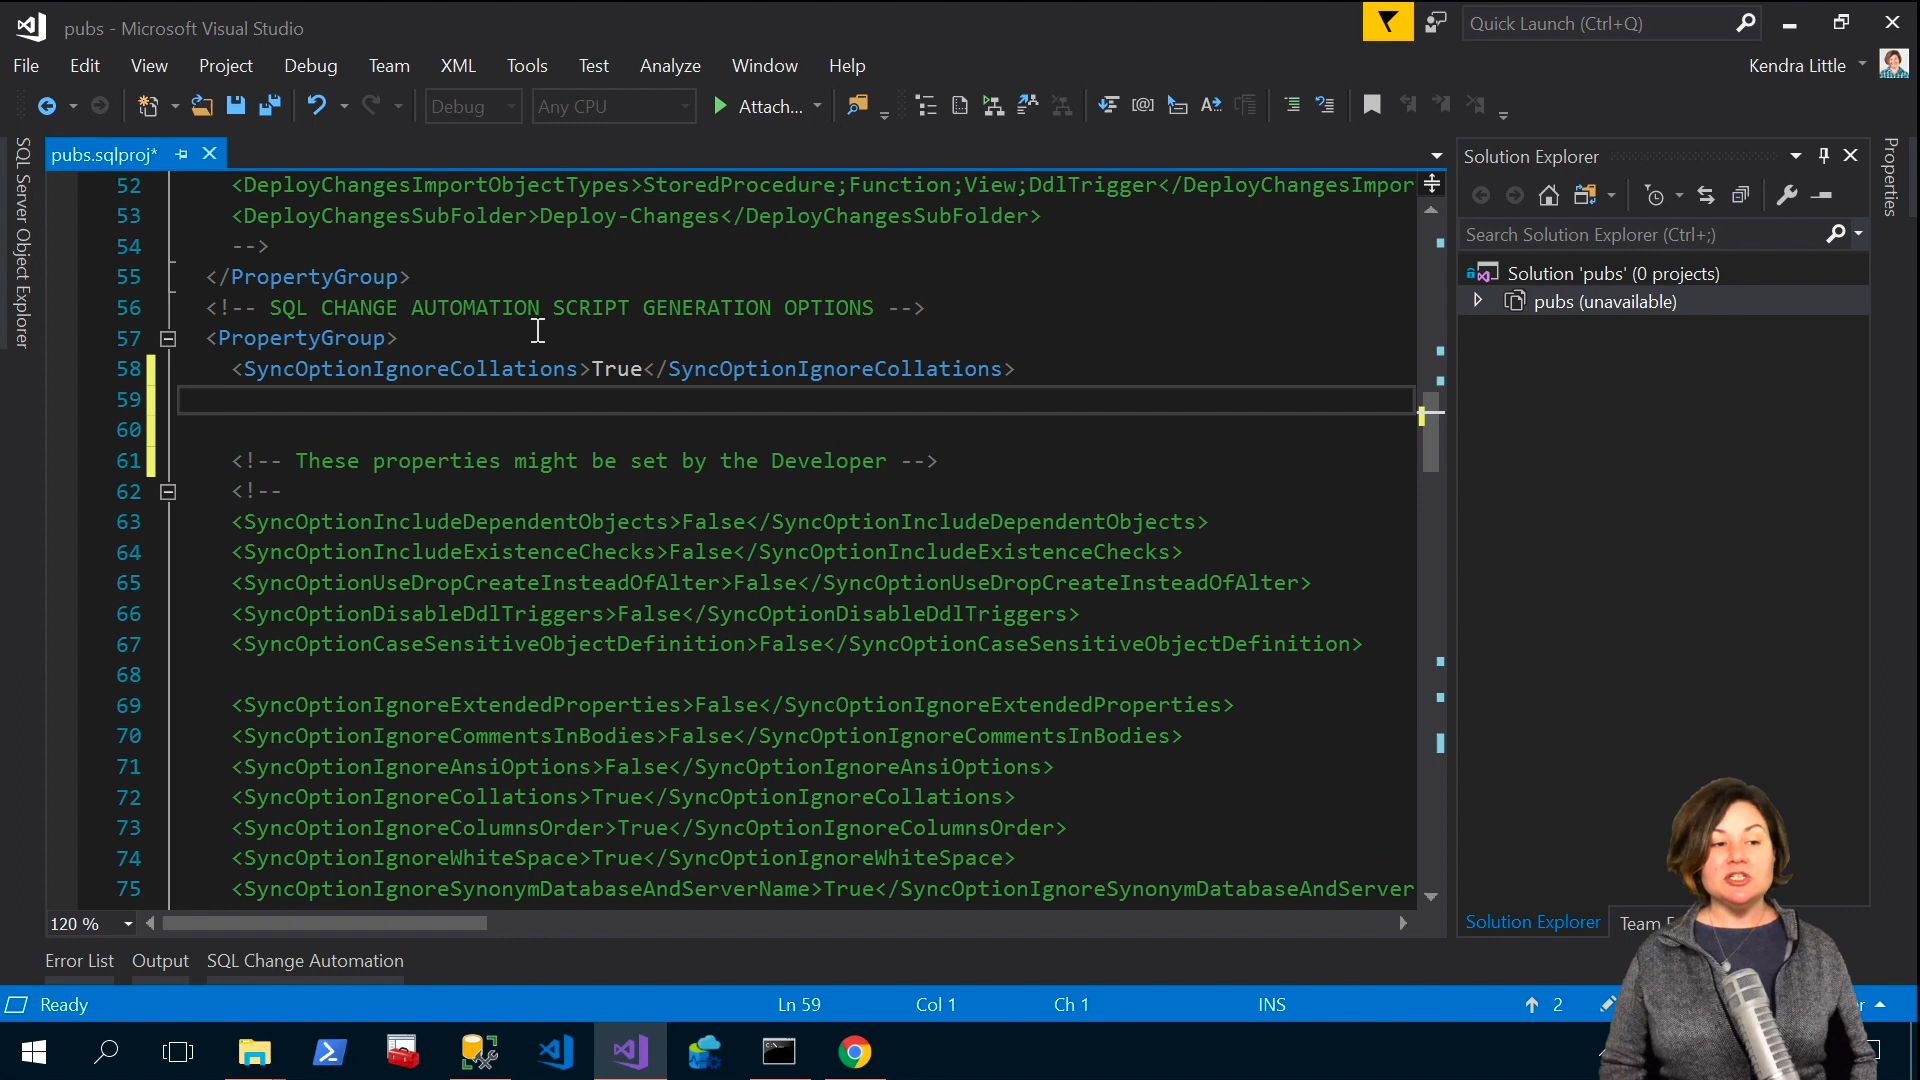 pubs - Microsoft Visual Studio
Quick Launch (Ctrl+Q)
File Edit View Project Debug Team XML Tools Test Analyze Window Help
Kendra Little
Debug Any CPU Attach...
SQL Server Object Explorer
pubs.sqlproj*
52 <DeployChangesImportObjectTypes>StoredProcedure;Function;View;DdlTrigger</DeployChangesImpor
53 <DeployChangesSubFolder>Deploy-Changes</DeployChangesSubFolder>
54 -->
55 </PropertyGroup>
56 <!-- SQL CHANGE AUTOMATION SCRIPT GENERATION OPTIONS -->
57 <PropertyGroup>
58 <SyncOptionIgnoreCollations>True</SyncOptionIgnoreCollations>
59
60
61 <!-- These properties might be set by the Developer -->
62 <!--
63 <SyncOptionIncludeDependentObjects>False</SyncOptionIncludeDependentObjects>
64 <SyncOptionIncludeExistenceChecks>False</SyncOptionIncludeExistenceChecks>
65 <SyncOptionUseDropCreateInsteadOfAlter>False</SyncOptionUseDropCreateInsteadOfAlter>
66 <SyncOptionDisableDdlTriggers>False</SyncOptionDisableDdlTriggers>
67 <SyncOptionCaseSensitiveObjectDefinition>False</SyncOptionCaseSensitiveObjectDefinition>
68
69 <SyncOptionIgnoreExtendedProperties>False</SyncOptionIgnoreExtendedProperties>
70 <SyncOptionIgnoreCommentsInBodies>False</SyncOptionIgnoreCommentsInBodies>
71 <SyncOptionIgnoreAnsiOptions>False</SyncOptionIgnoreAnsiOptions>
72 <SyncOptionIgnoreCollations>True</SyncOptionIgnoreCollations>
73 <SyncOptionIgnoreColumnsOrder>True</SyncOptionIgnoreColumnsOrder>
74 <SyncOptionIgnoreWhiteSpace>True</SyncOptionIgnoreWhiteSpace>
75 <SyncOptionIgnoreSynonymDatabaseAndServerName>True</SyncOptionIgnoreSynonymDatabaseAndServer
120 %
Solution Explorer
Search Solution Explorer (Ctrl+;)
Solution 'pubs' (0 projects)
pubs (unavailable)
Solution Explorer Team
Properties
Error List Output SQL Change Automation
Ready Ln 59 Col 1 Ch 1 INS 2